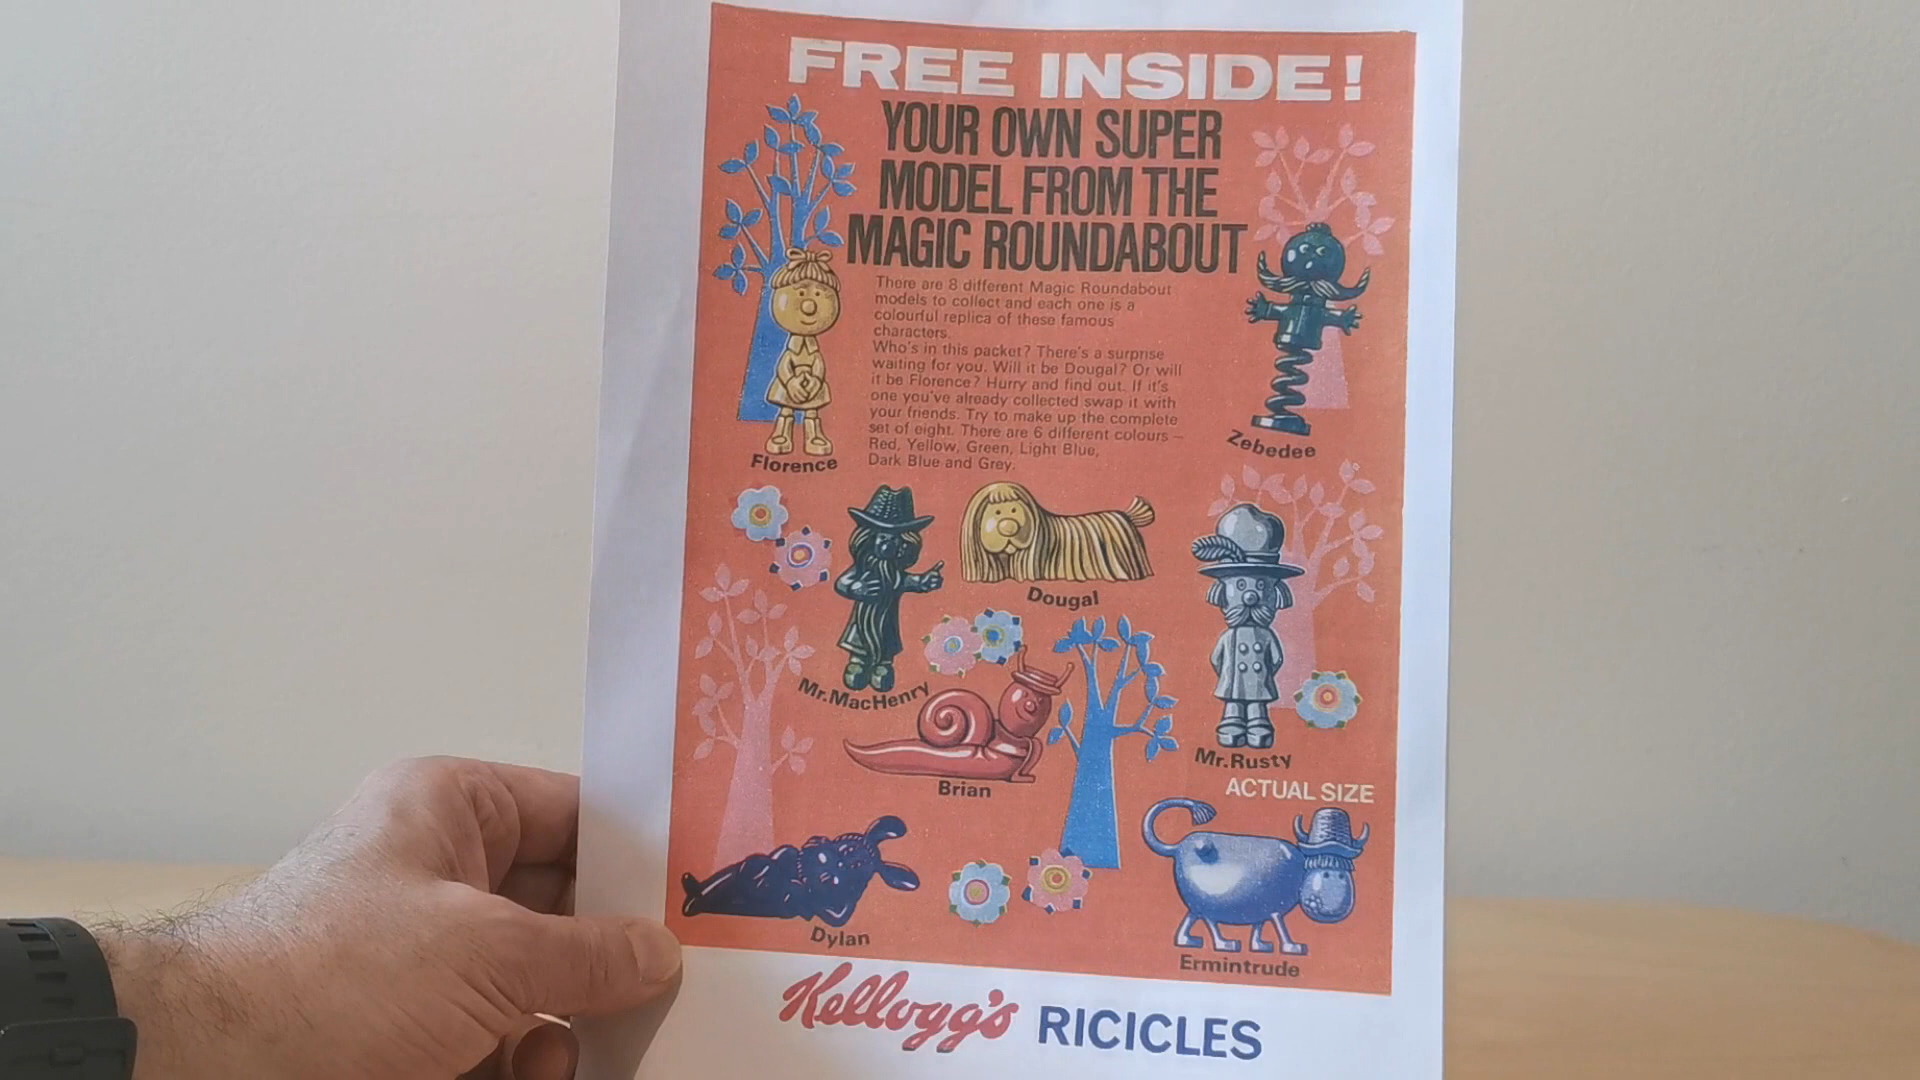 FREE INSIDE!
YOUR OWN SUPER
MODEL FROM THE
MAGIC ROUNDABOUT
There are 8 different Magic Roundabout
models to collect and each one is a
colourful replica of these famous
characters.
Who's in this packet? There's a surprise
waiting for you. Will it be Dougal? Or will
it be Florence? Hurry and find out. If it's
one you've already collected swap it with
your friends. Try to make up the complete
set of eight. There are 6 different colours –
Red, Yellow, Green, Light Blue,
Dark Blue and Grey.
Florence
Zebedee
Dougal
Mr.MacHenry
Mr.Rusty
Brian
ACTUAL SIZE
Dylan
Ermintrude
Kellogg's RICICLES